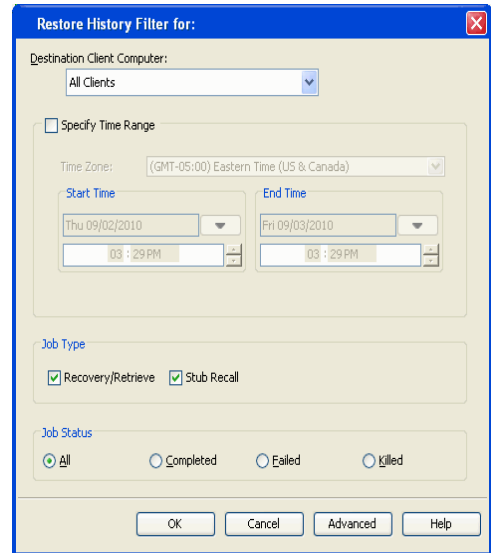 Restore History Filter for:
Destination Client Computer:
All Clients
Specify Time Range
Time Zone: (GMT-05:00) Eastern Time (US & Canada)
Start Time End Time
Thu 09/02/2010 Fri 09/03/2010
03 : 29 PM 03 : 29 PM
Job Type
Recovery/Retrieve Stub Recall
Job Status
All Completed Failed Killed
OK Cancel Advanced Help